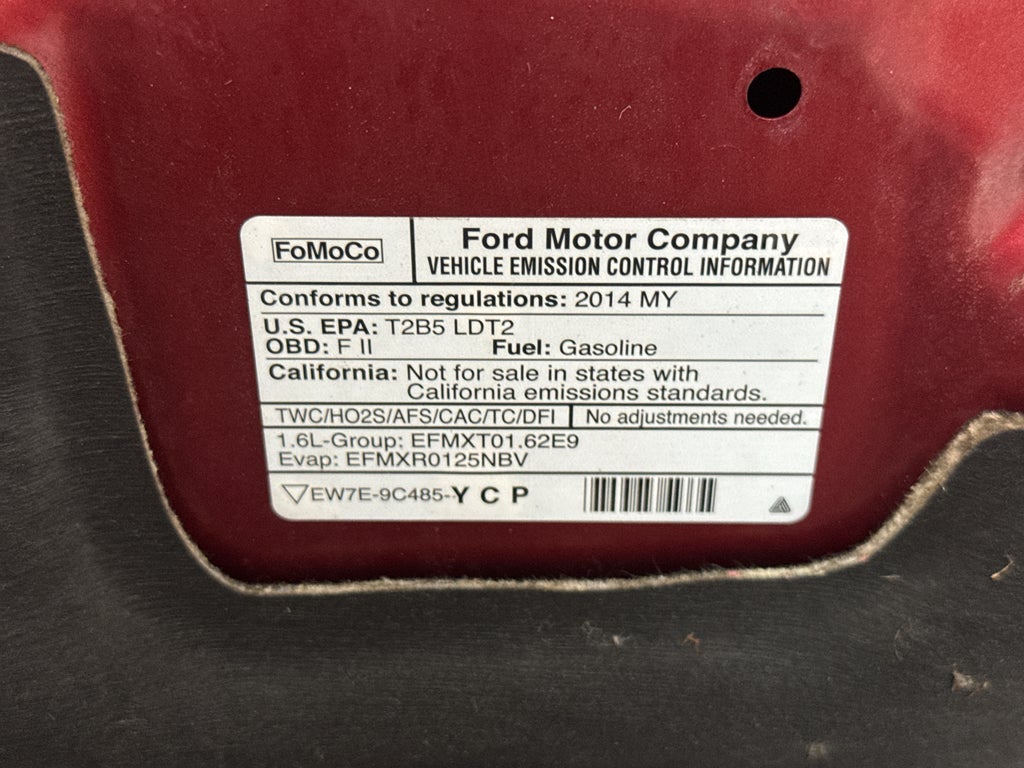 FoMoCo
Ford Motor Company
VEHICLE EMISSION CONTROL INFORMATION
Conforms to regulations: 2014 MY
U.S. EPA: T2B5 LDT2
OBD: F II Fuel: Gasoline
California: Not for sale in states with
California emissions standards.
TWC/HO2S/AFS/CAC/TC/DFI No adjustments needed.
1.6L-Group: EFMXT01.62E9
Evap: EFMXR0125NBV
EW7E-9C485-Y C P